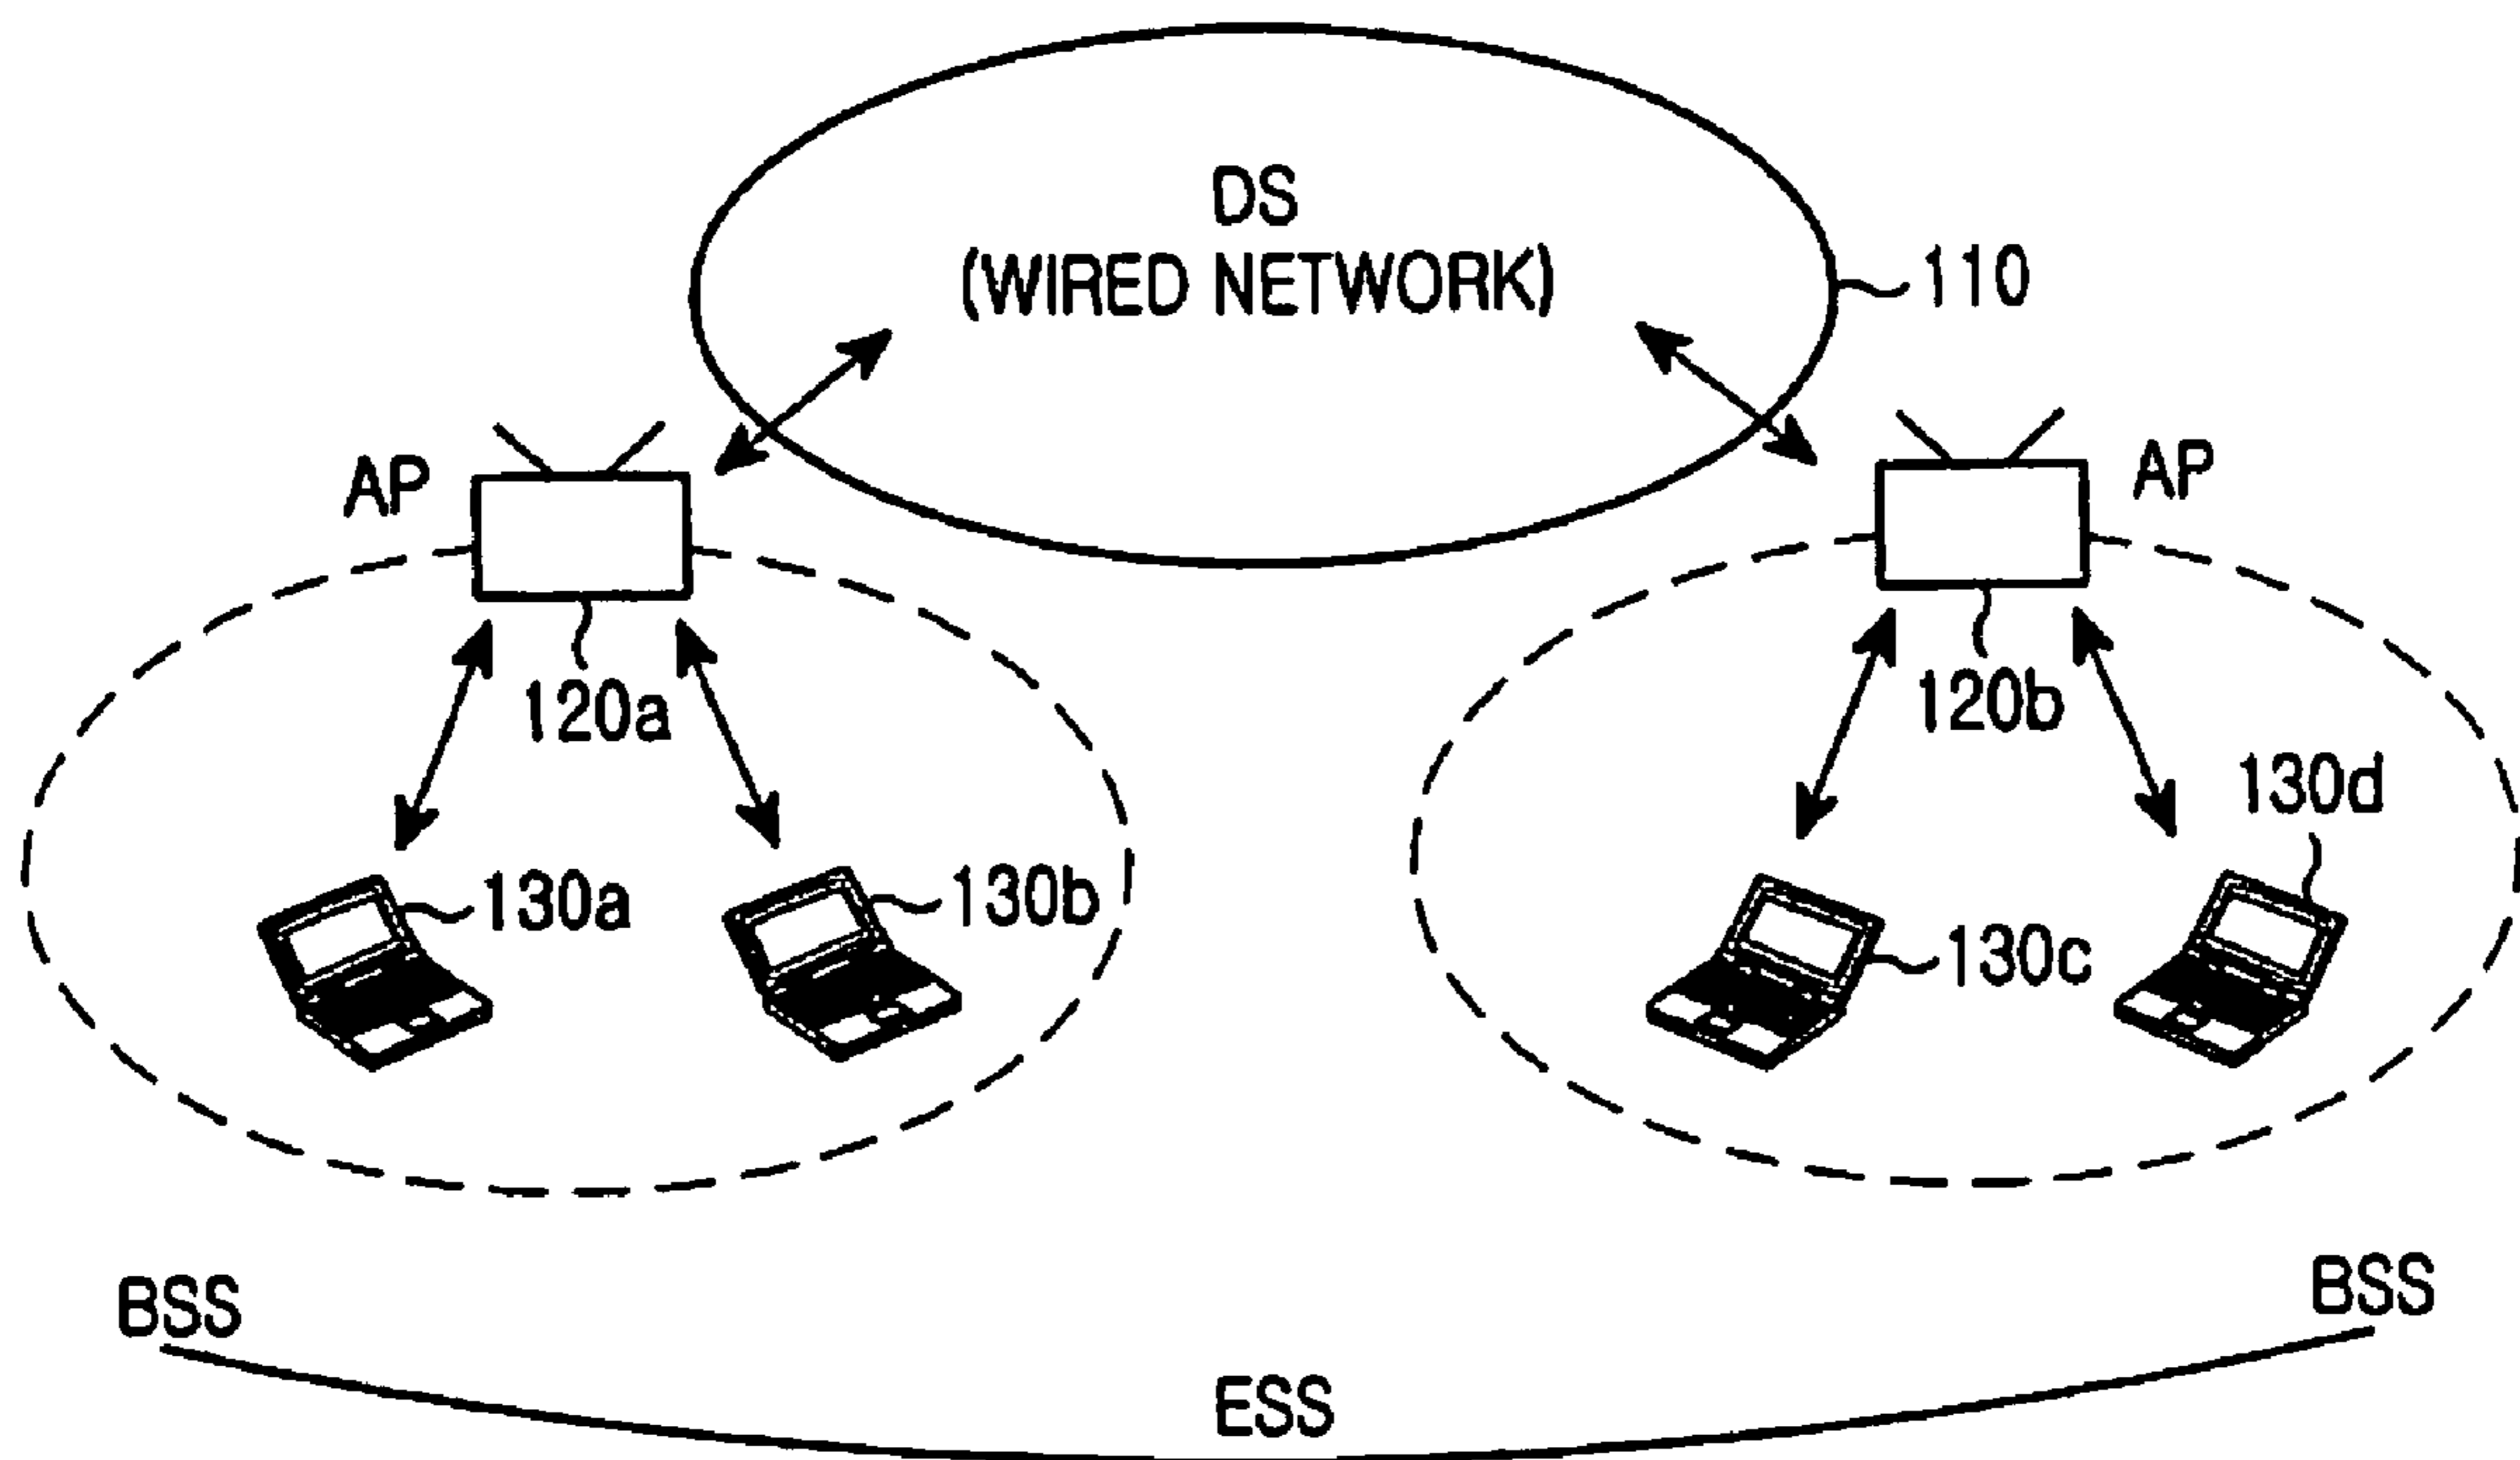 DS
(WIRED NETWORK)
110
AP
AP
120a
120b
130d
130a
130b
130c
BSS
BSS
ESS